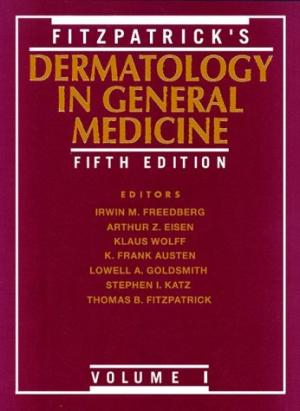 FITZPATRICK'S
DERMATOLOGY
IN GENERAL
MEDICINE
FIFTH EDITION
EDITORS
IRWIN M. FREEDBERG
ARTHUR Z. EISEN
KLAUS WOLFF
K. FRANK AUSTEN
LOWELL A. GOLDSMITH
STEPHEN I. KATZ
THOMAS B. FITZPATRICK
VOLUME I